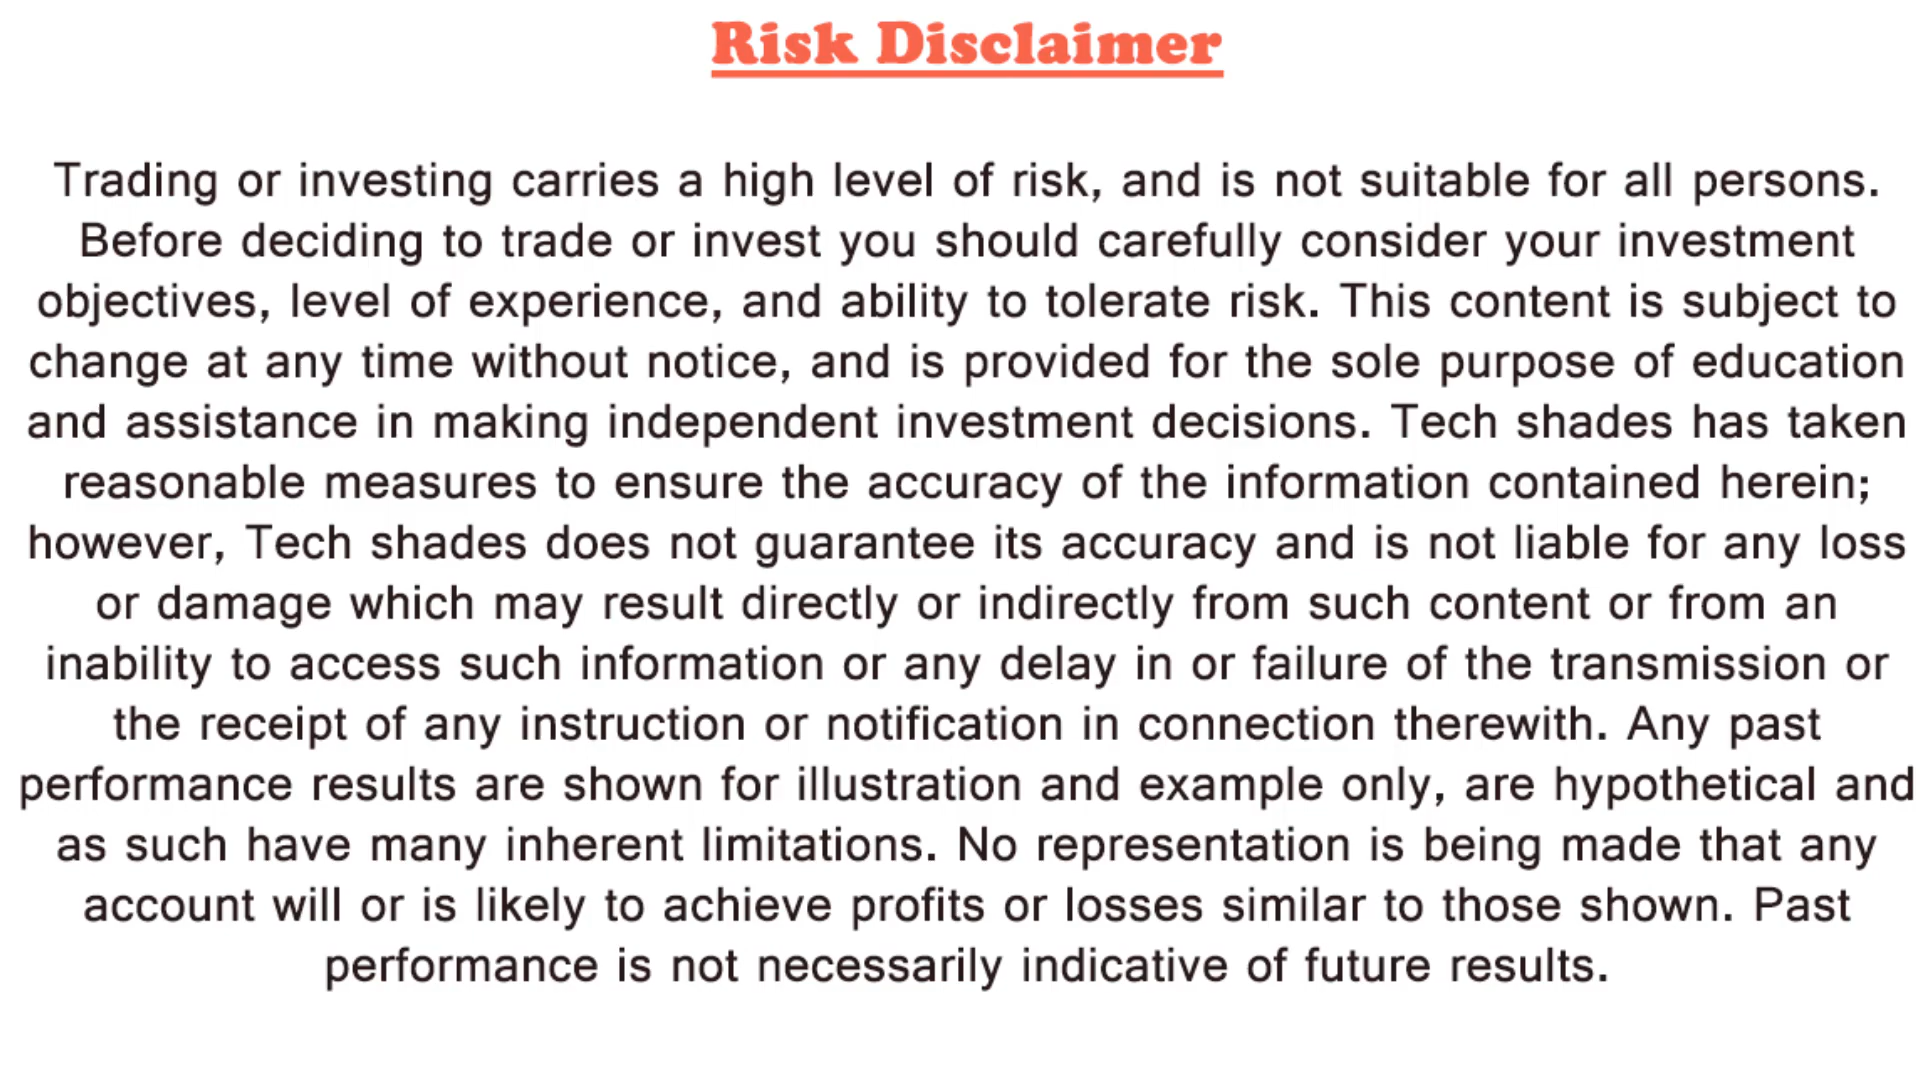 Risk Disclaimer
Trading or investing carries a high level of risk, and is not suitable for all persons.
Before deciding to trade or invest you should carefully consider your investment
objectives, level of experience, and ability to tolerate risk. This content is subject to
change at any time without notice, and is provided for the sole purpose of education
and assistance in making independent investment decisions. Tech shades has taken
reasonable measures to ensure the accuracy of the information contained herein;
however, Tech shades does not guarantee its accuracy and is not liable for any loss
or damage which may result directly or indirectly from such content or from an
inability to access such information or any delay in or failure of the transmission or
the receipt of any instruction or notification in connection therewith. Any past
performance results are shown for illustration and example only, are hypothetical and
as such have many inherent limitations. No representation is being made that any
account will or is likely to achieve profits or losses similar to those shown. Past
performance is not necessarily indicative of future results.